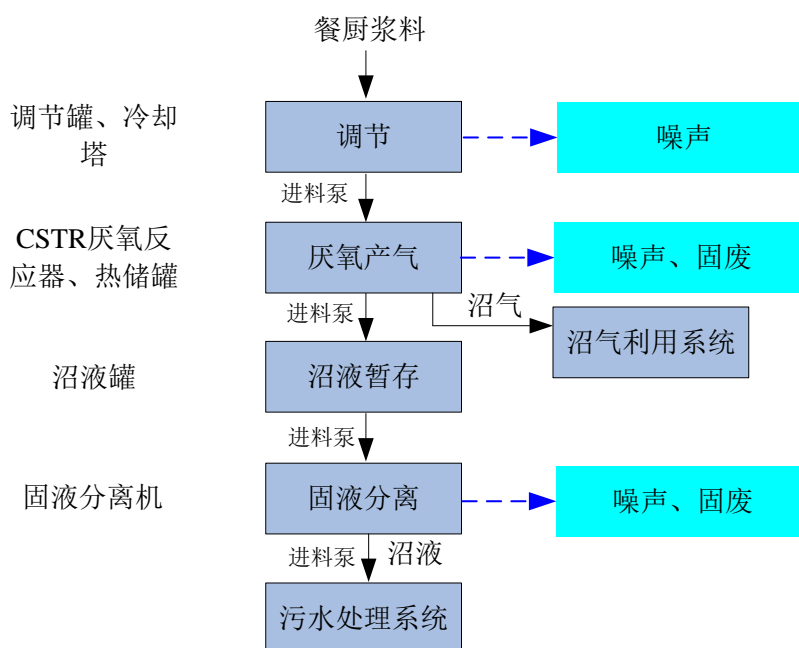 餐厨浆料
调节罐、冷却
塔
调节
噪声
进料泵
CSTR厌氧反
应器、热储罐
厌氧产气
噪声、固废
进料泵
沼气
沼气利用系统
沼液罐
沼液暂存
进料泵
固液分离机
固液分离
噪声、固废
进料泵
沼液
污水处理系统